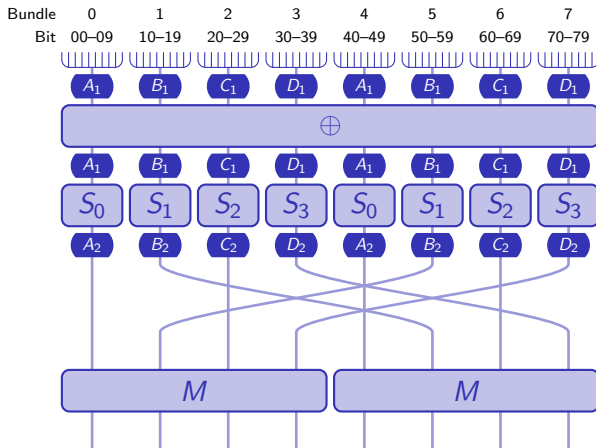 Bundle 0 1 2 3 4 5 6 7
Bit 00–09 10–19 20–29 30–39 40–49 50–59 60–69 70–79
A₁ B₁ C₁ D₁ A₁ B₁ C₁ D₁
⊕
A₁ B₁ C₁ D₁ A₁ B₁ C₁ D₁
S₀ S₁ S₂ S₃ S₀ S₁ S₂ S₃
A₂ B₂ C₂ D₂ A₂ B₂ C₂ D₂
M M